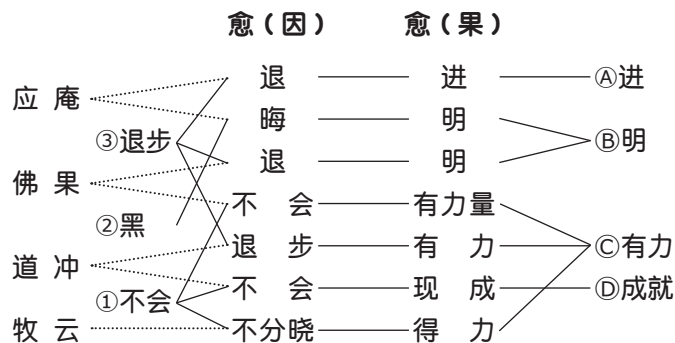 愈（因） 愈（果）
退 进 Ⓐ进
应庵
晦 明
③退步 Ⓑ明
退 明
佛果
不会 有力量
②黑
退步 有力 Ⓒ有力
道冲
不会 现成 Ⓓ成就
①不会
牧云 不分晓 得力